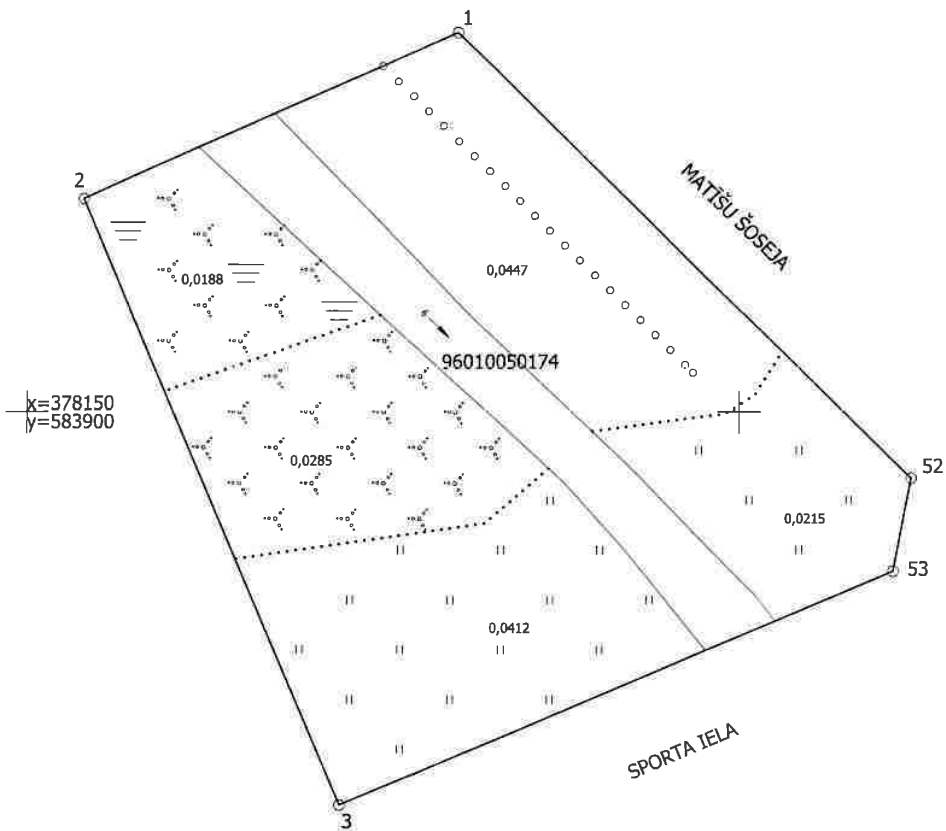 1
2
MATĪŠU ŠOSEJA
0,0188
0,0447
96010050174
x=378150
y=583900
0,0285
52
0,0215
53
0,0412
SPORTA IELA
3